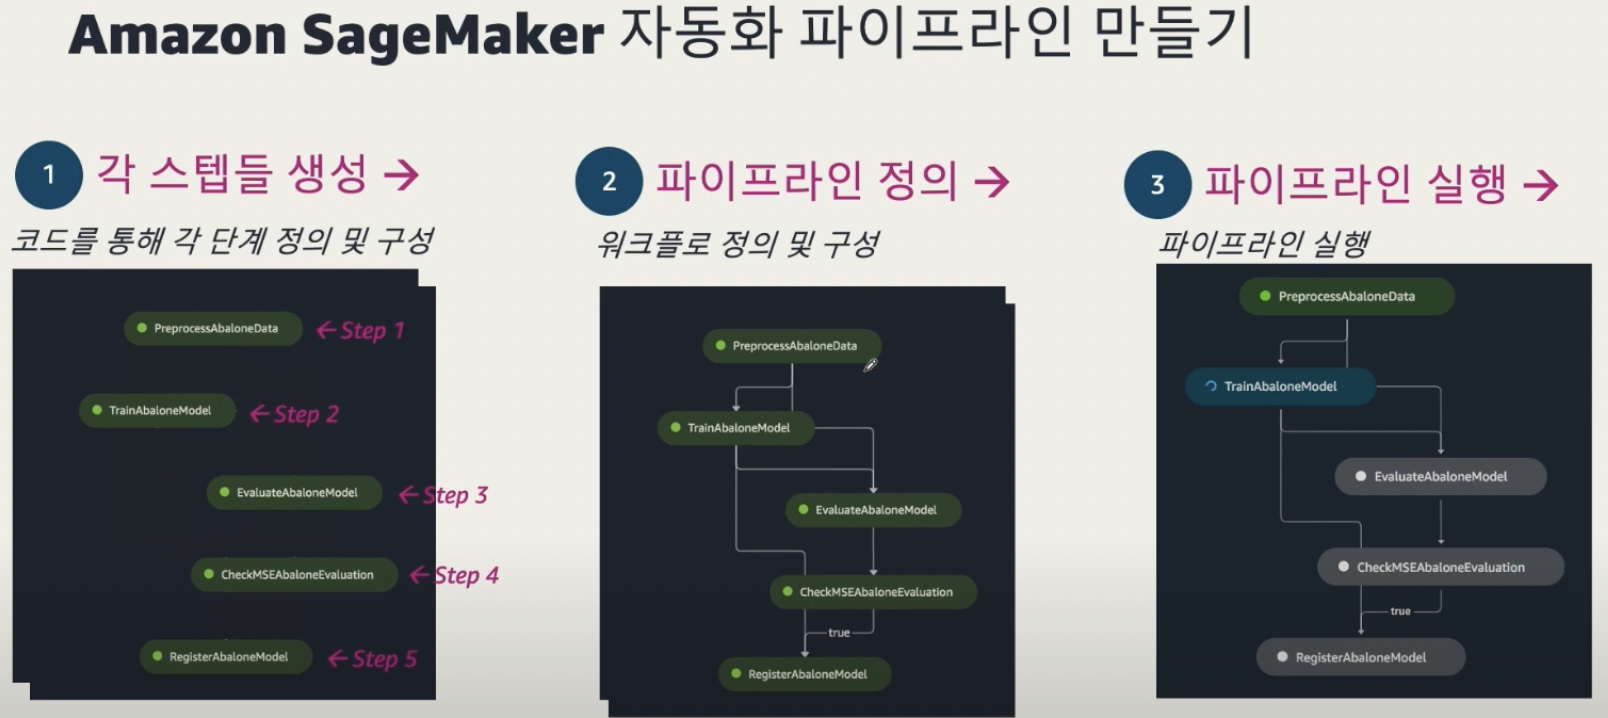 Amazon SageMaker 자동화 파이프라인 만들기
1 각 스텝들 생성 →
코드를 통해 각 단계 정의 및 구성
PreprocessAbaloneData ← Step 1
TrainAbaloneModel ← Step 2
EvaluateAbaloneModel ← Step 3
CheckMSEAbaloneEvaluation ← Step 4
RegisterAbaloneModel ← Step 5
2 파이프라인 정의 →
워크플로 정의 및 구성
PreprocessAbaloneData
TrainAbaloneModel
EvaluateAbaloneModel
CheckMSEAbaloneEvaluation
true
RegisterAbaloneModel
3 파이프라인 실행 →
파이프라인 실행
PreprocessAbaloneData
TrainAbaloneModel
EvaluateAbaloneModel
CheckMSEAbaloneEvaluation
true
RegisterAbaloneModel